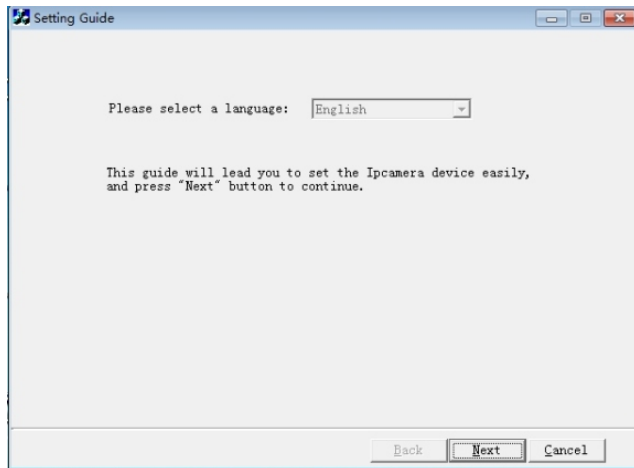 Setting Guide
Please select a language: English
This guide will lead you to set the Ipcamera device easily,
and press "Next" button to continue.
Back Next Cancel